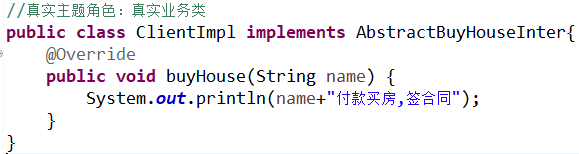 //真实主题角色：真实业务类
public class ClientImpl implements AbstractBuyHouseInter{
@Override
public void buyHouse(String name) {
System.out.println(name+"付款买房,签合同");
}
}